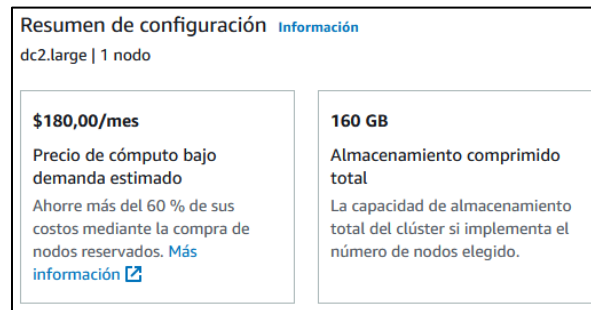 Resumen de configuración Información
dc2.large | 1 nodo
$180,00/mes
Precio de cómputo bajo
demanda estimado
Ahorre más del 60 % de sus
costos mediante la compra de
nodos reservados. Más
información
160 GB
Almacenamiento comprimido
total
La capacidad de almacenamiento
total del clúster si implementa el
número de nodos elegido.